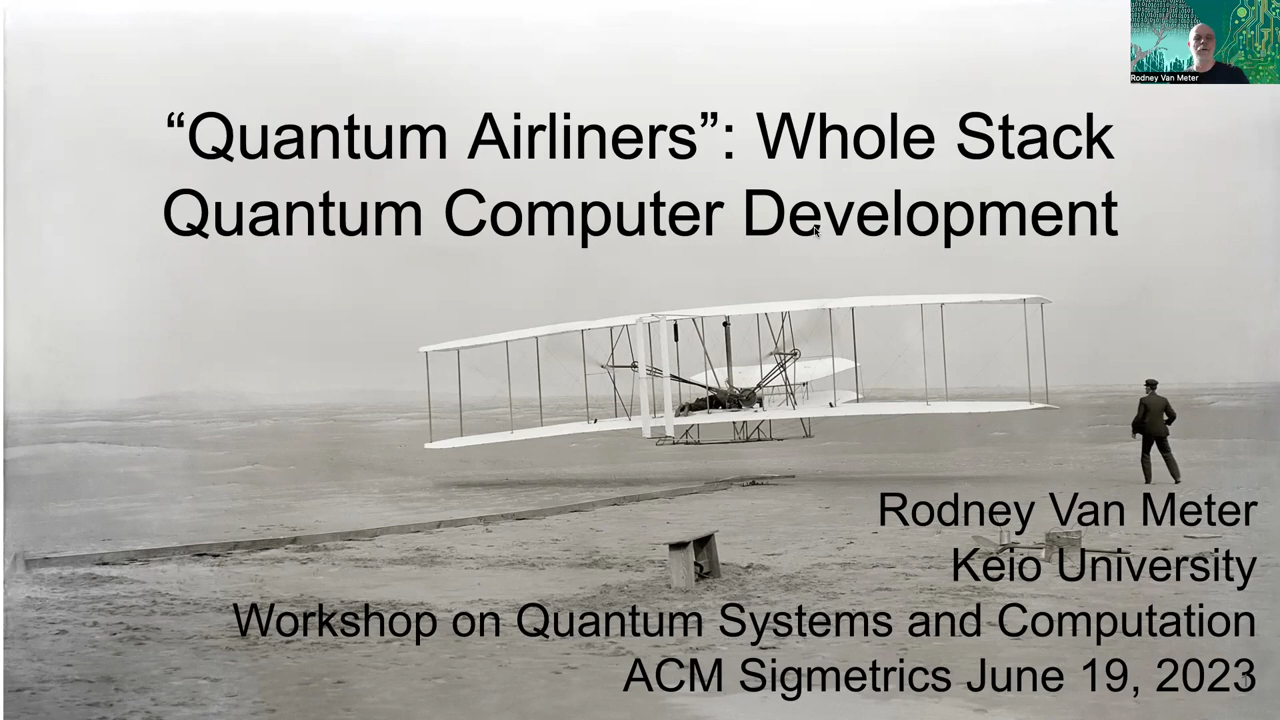 “Quantum Airliners”: Whole Stack
Quantum Computer Development
Rodney Van Meter
Keio University
Workshop on Quantum Systems and Computation
ACM Sigmetrics June 19, 2023
Rodney Van Meter